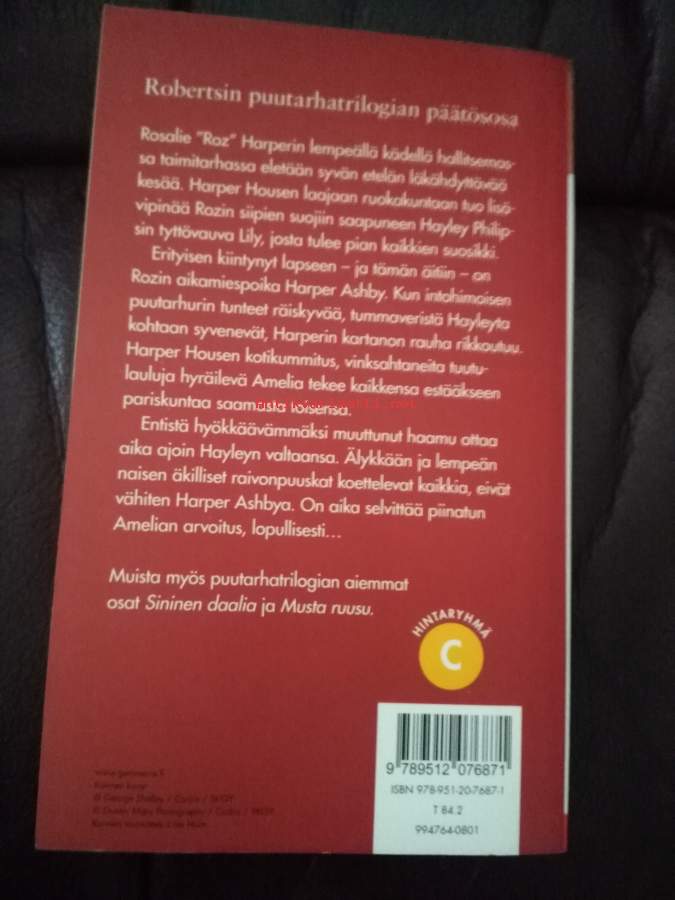 Robertsin puutarhatrilogian päätösosa
Rosalie "Roz" Harperin lempeällä kädellä hallitsemas-
sa taimitarhassa eletään syvän etelän läkähdyttävää
kesää. Harper Housen laajaan ruokakuntaan tuo lisä-
vipinää Rozin siipien suojiin saapuneen Hayley Philip-
sin tyttövauva Lily, josta tulee pian kaikkien suosikki.
Erityisen kiintynyt lapseen – ja tämän äitiin – on
Rozin aikamiespoika Harper Ashby. Kun intohimoisen
puutarhurin tunteet räiskyvää, tummaveristä Hayleyta
kohtaan syvenevät, Harperin kartanon rauha rikkoutuu.
Harper Housen kotikummitus, vinksahtaneita tuutu-
lauluja hyräilevä Amelia tekee kaikkensa estääkseen
pariskuntaa saamasta toisensa.
Entistä hyökkäävämmäksi muuttunut haamu ottaa
aika ajoin Hayleyn valtaansa. Älykkään ja lempeän
naisen äkilliset raivonpuuskat koettelevat kaikkia, eivät
vähiten Harper Ashbya. On aika selvittää piinatun
Amelian arvoitus, lopullisesti...
Muista myös puutarhatrilogian aiemmat
osat Sininen daalia ja Musta ruusu.
HINTARYHMÄ
C
9 789512 076871
ISBN 978-951-20-7687-1
T 84.2
994764-0801
© George Shelley / Corbis /